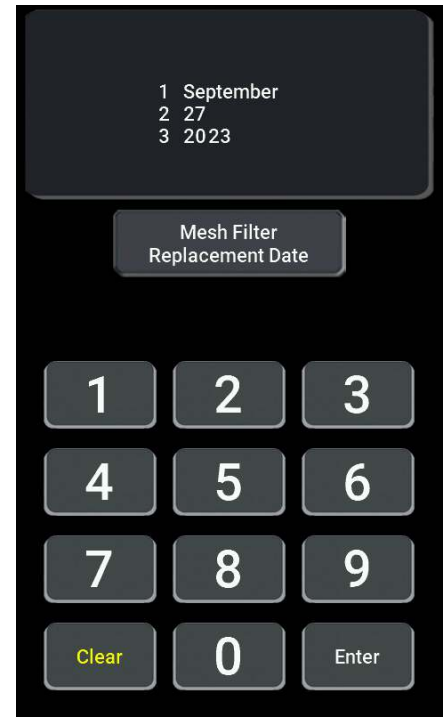 1 September
2 27
3 2023
Mesh Filter
Replacement Date
1 2 3
4 5 6
7 8 9
Clear 0 Enter